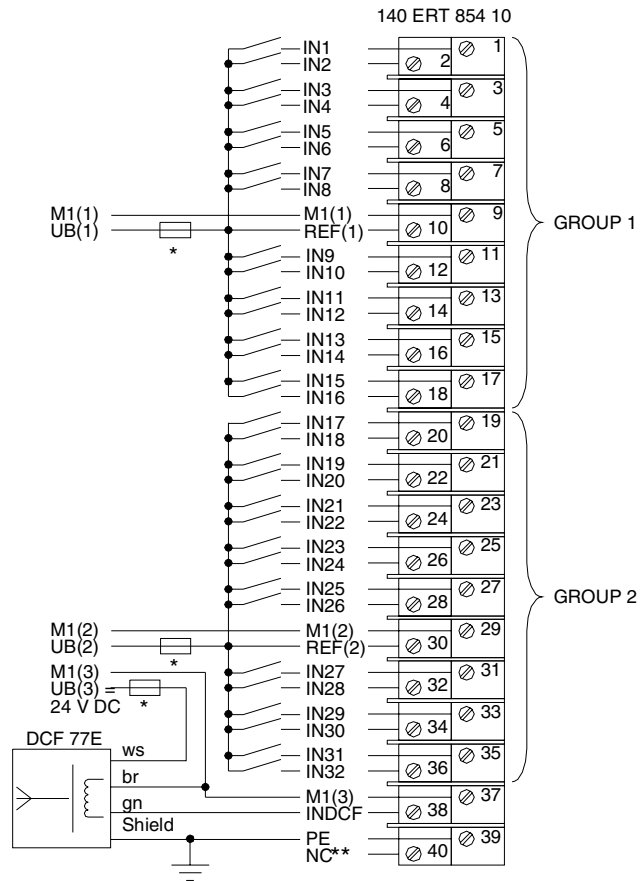 140 ERT 854 10
IN1 1
IN2 2
IN3 3
IN4 4
IN5 5
IN6 6
IN7 7
IN8 8
M1(1) M1(1) 9
UB(1) REF(1) 10
*
GROUP 1
IN9 11
IN10 12
IN11 13
IN12 14
IN13 15
IN14 16
IN15 17
IN16 18
IN17 19
IN18 20
IN19 21
IN20 22
IN21 23
IN22 24
IN23 25
IN24 26
IN25 27
IN26 28
GROUP 2
M1(2) M1(2) 29
UB(2) REF(2) 30
*
M1(3) IN27 31
UB(3) = IN28 32
24 V DC *
IN29 33
IN30 34
DCF 77E
ws IN31 35
IN32 36
br M1(3) 37
gn INDCF 38
Shield PE 39
NC** 40